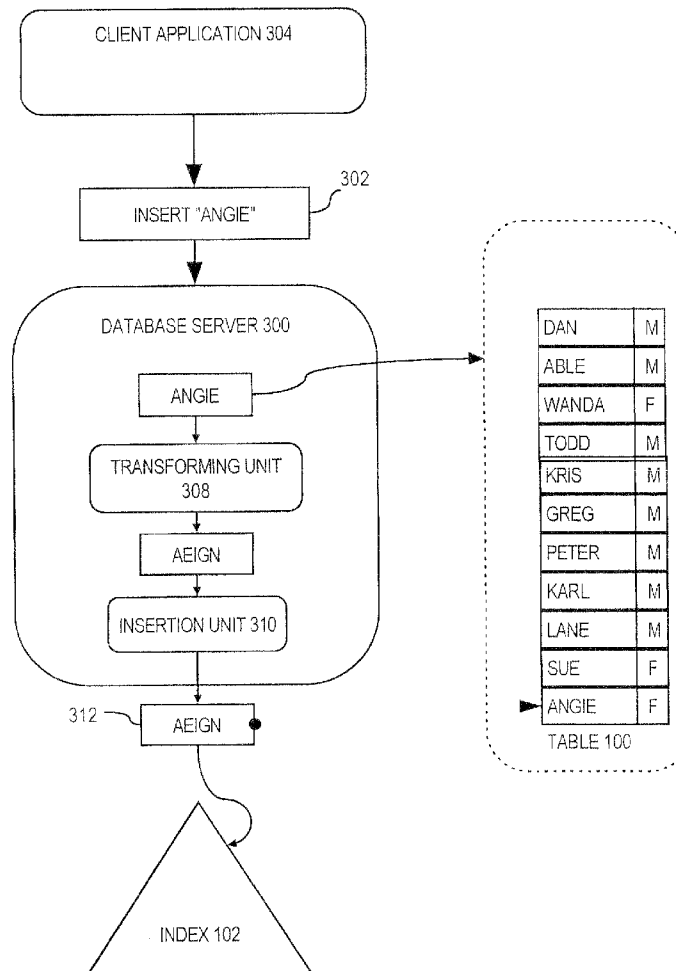 CLIENT APPLICATION 304
302
INSERT "ANGIE"
DATABASE SERVER 300
ANGIE
TRANSFORMING UNIT
308
AEIGN
INSERTION UNIT 310
312
AEIGN
INDEX 102
DAN M
ABLE M
WANDA F
TODD M
KRIS M
GREG M
PETER M
KARL M
LANE M
SUE F
ANGIE F
TABLE 100